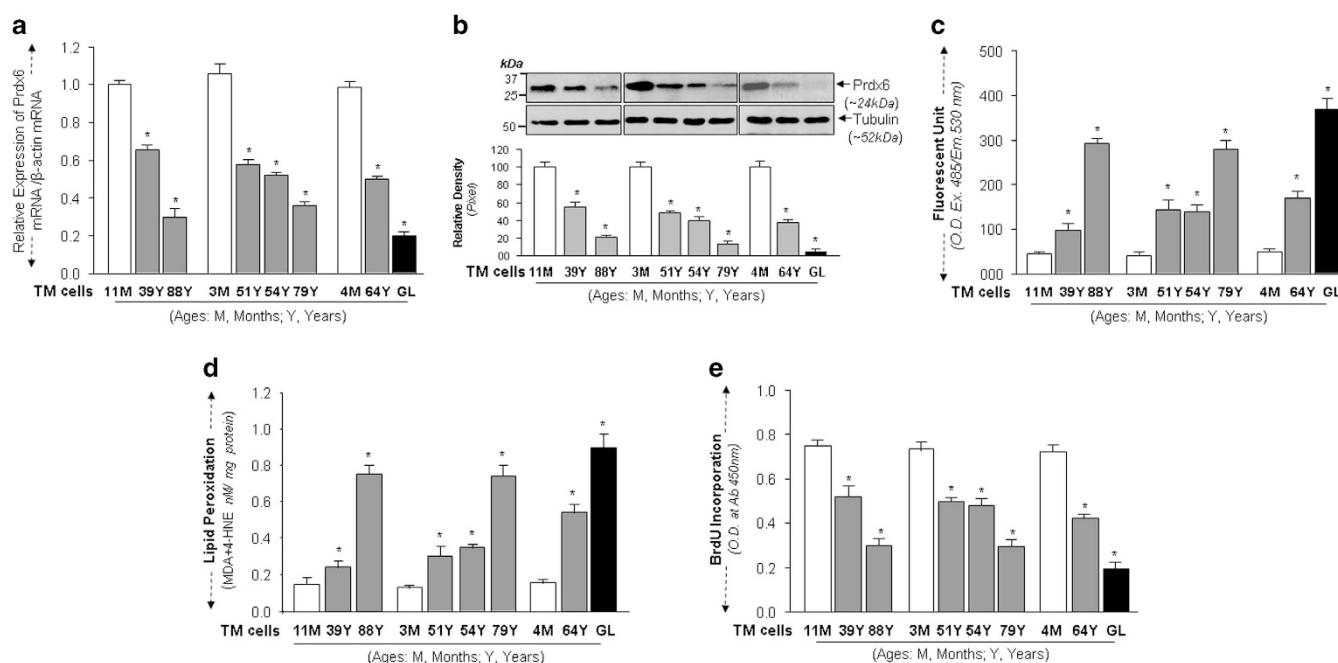 a
Relative Expression of Prdx6
mRNA /β-actin mRNA
1.2
1.0
0.8
0.6
0.4
0.2
0.0
* * * * * * *
TM cells 11M 39Y 88Y 3M 51Y 54Y 79Y 4M 64Y GL
(Ages: M, Months; Y, Years)
b
kDa
37
25
50
Prdx6
(~24kDa)
Tubulin
(~52kDa)
Relative Density
(Pixel)
120
100
80
60
40
20
00
* * * * * * *
TM cells 11M 39Y 88Y 3M 51Y 54Y 79Y 4M 64Y GL
(Ages: M, Months; Y, Years)
c
Fluorescent Unit
(O.D. Ex. 485/Em.530 nm)
500
400
300
200
100
000
* * * * * * *
TM cells 11M 39Y 88Y 3M 51Y 54Y 79Y 4M 64Y GL
(Ages: M, Months; Y, Years)
d
Lipid Peroxidation
(MDA+4-HNE nM/ mg protein)
1.2
1.0
0.8
0.6
0.4
0.2
0.0
* * * * * * *
TM cells 11M 39Y 88Y 3M 51Y 54Y 79Y 4M 64Y GL
(Ages: M, Months; Y, Years)
e
BrdU Incorporation
(O.D. at Ab 450nm)
1.0
0.8
0.6
0.4
0.2
0.0
* * * * * * *
TM cells 11M 39Y 88Y 3M 51Y 54Y 79Y 4M 64Y GL
(Ages: M, Months; Y, Years)